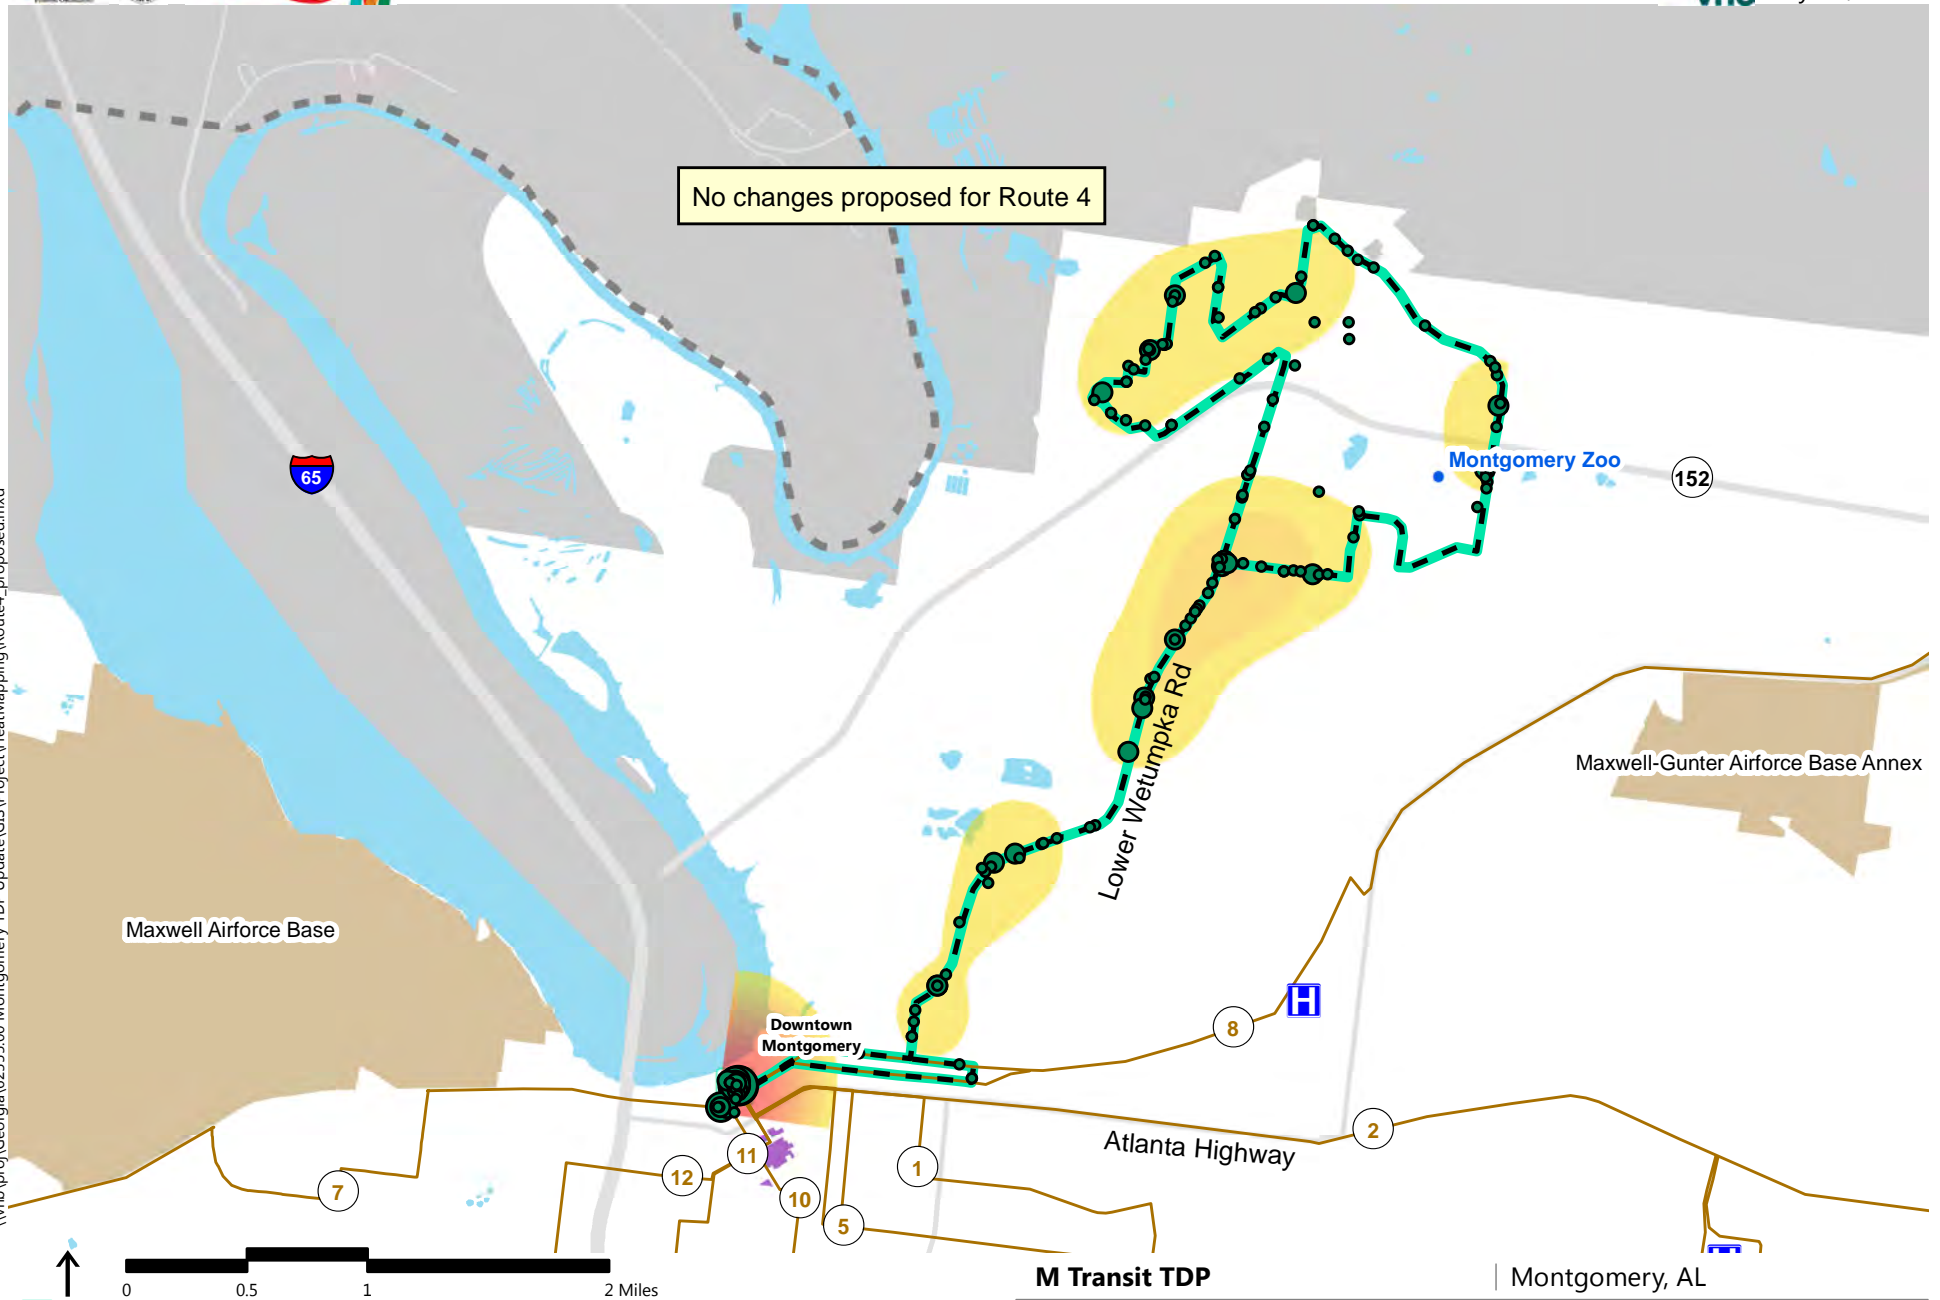 No changes proposed for Route 4
65
Montgomery Zoo
152
Lower Wetumpka Rd
Maxwell-Gunter Airforce Base Annex
Maxwell Airforce Base
H
Downtown
Montgomery
8
2
Atlanta Highway
11
12
1
7
10
5
H
0 0.5 1 2 Miles
M Transit TDP
Montgomery, AL